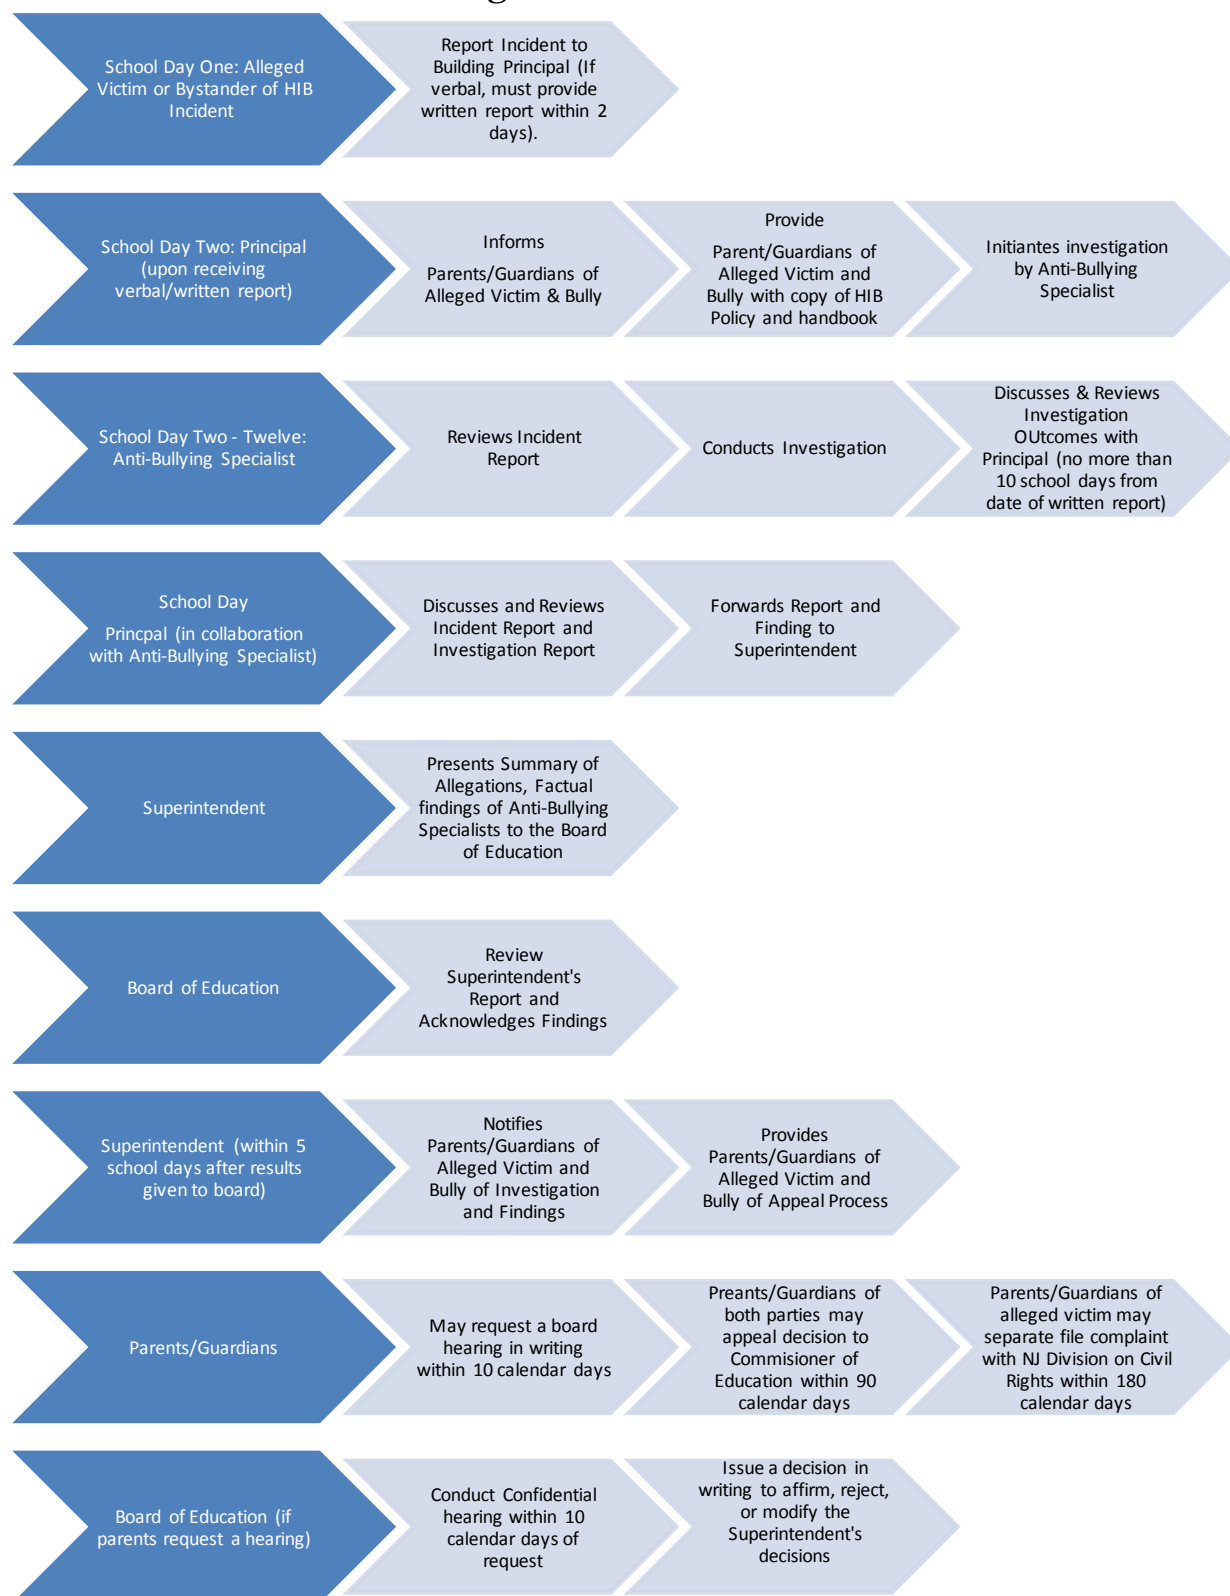 School Day One: Alleged
Victim or Bystander of HIB
Incident
Report Incident to
Building Principal (If
verbal, must provide
written report within 2
days).
School Day Two: Principal
(upon receiving
verbal/written report)
Informs
Parents/Guardians of
Alleged Victim & Bully
Provide
Parent/Guardians of
Alleged Victim and
Bully with copy of HIB
Policy and handbook
Initiantes investigation
by Anti-Bullying
Specialist
School Day Two - Twelve:
Anti-Bullying Specialist
Reviews Incident
Report
Conducts Investigation
Discusses & Reviews
Investigation
OUtcomes with
Principal (no more than
10 school days from
date of written report)
School Day
Princpal (in collaboration
with Anti-Bullying Specialist)
Discusses and Reviews
Incident Report and
Investigation Report
Forwards Report and
Finding to
Superintendent
Superintendent
Presents Summary of
Allegations, Factual
findings of Anti-Bullying
Specialists to the Board
of Education
Board of Education
Review
Superintendent's
Report and
Acknowledges Findings
Superintendent (within 5
school days after results
given to board)
Notifies
Parents/Guardians of
Alleged Victim and
Bully of Investigation
and Findings
Provides
Parents/Guardians of
Alleged Victim and
Bully of Appeal Process
Parents/Guardians
May request a board
hearing in writing
within 10 calendar days
Preants/Guardians of
both parties may
appeal decision to
Commisioner of
Education within 90
calendar days
Parents/Guardians of
alleged victim may
separate file complaint
with NJ Division on Civil
Rights within 180
calendar days
Board of Education (if
parents request a hearing)
Conduct Confidential
hearing within 10
calendar days of
request
Issue a decision in
writing to affirm, reject,
or modify the
Superintendent's
decisions